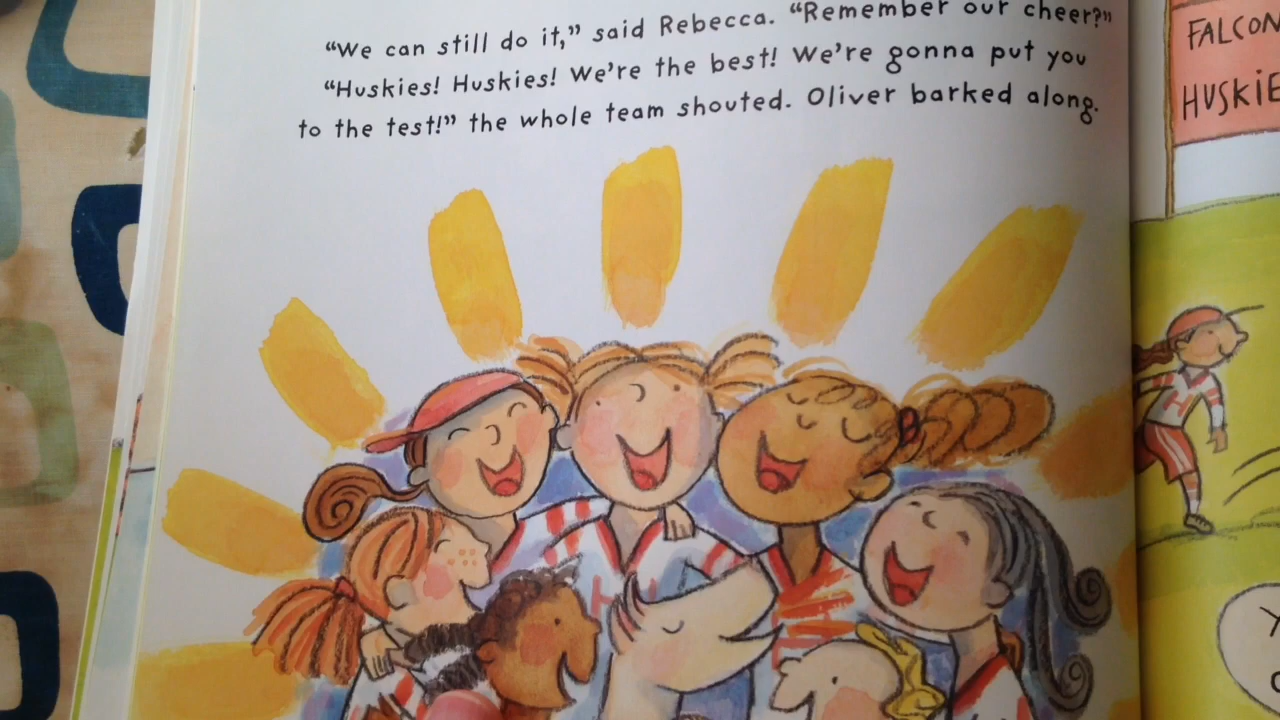 “We can still do it,” said Rebecca. “Remember our cheer?”
“Huskies! Huskies! We’re the best! We’re gonna put you
to the test!” the whole team shouted. Oliver barked along.
FALCON
HUSKIE
H